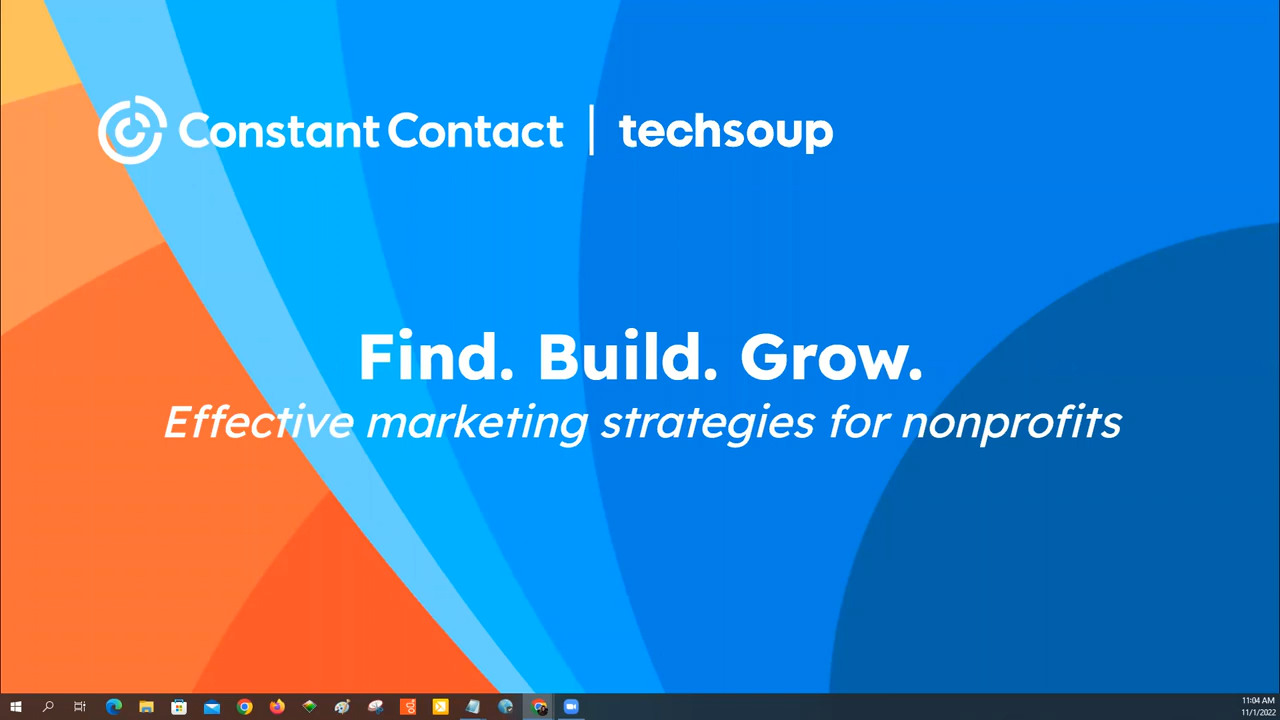 Constant Contact | techsoup
Find. Build. Grow.
Effective marketing strategies for nonprofits
11:04 AM
11/1/2022